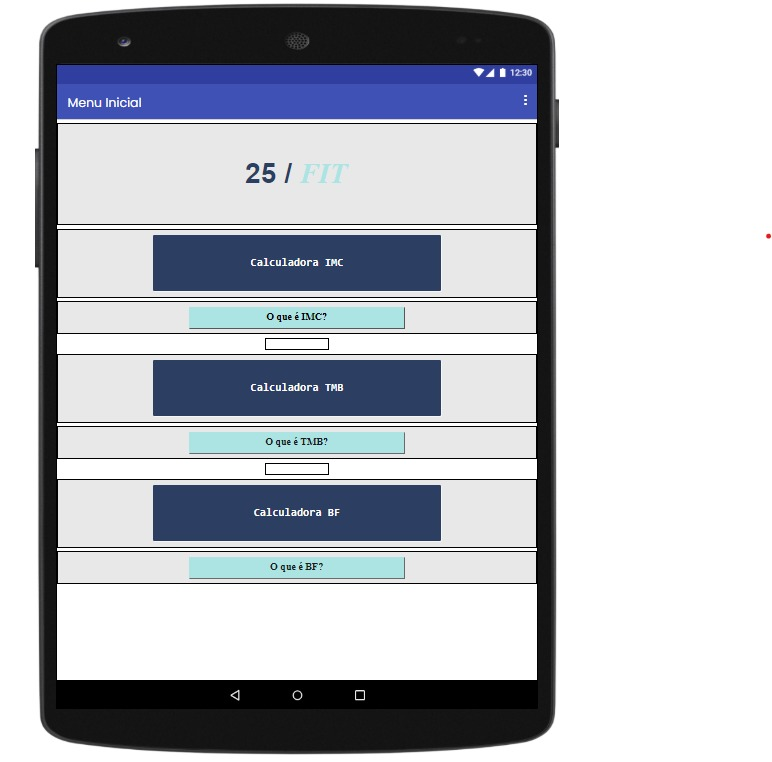 12:30
Menu Inicial
25 / FIT
Calculadora IMC
O que é IMC?
Calculadora TMB
O que é TMB?
Calculadora BF
O que é BF?